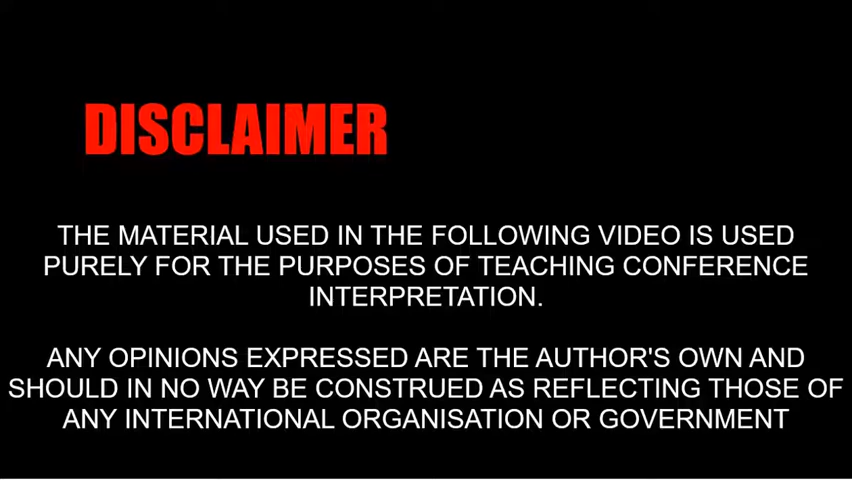 DISCLAIMER
THE MATERIAL USED IN THE FOLLOWING VIDEO IS USED
PURELY FOR THE PURPOSES OF TEACHING CONFERENCE
INTERPRETATION.
ANY OPINIONS EXPRESSED ARE THE AUTHOR'S OWN AND
SHOULD IN NO WAY BE CONSTRUED AS REFLECTING THOSE OF
ANY INTERNATIONAL ORGANISATION OR GOVERNMENT